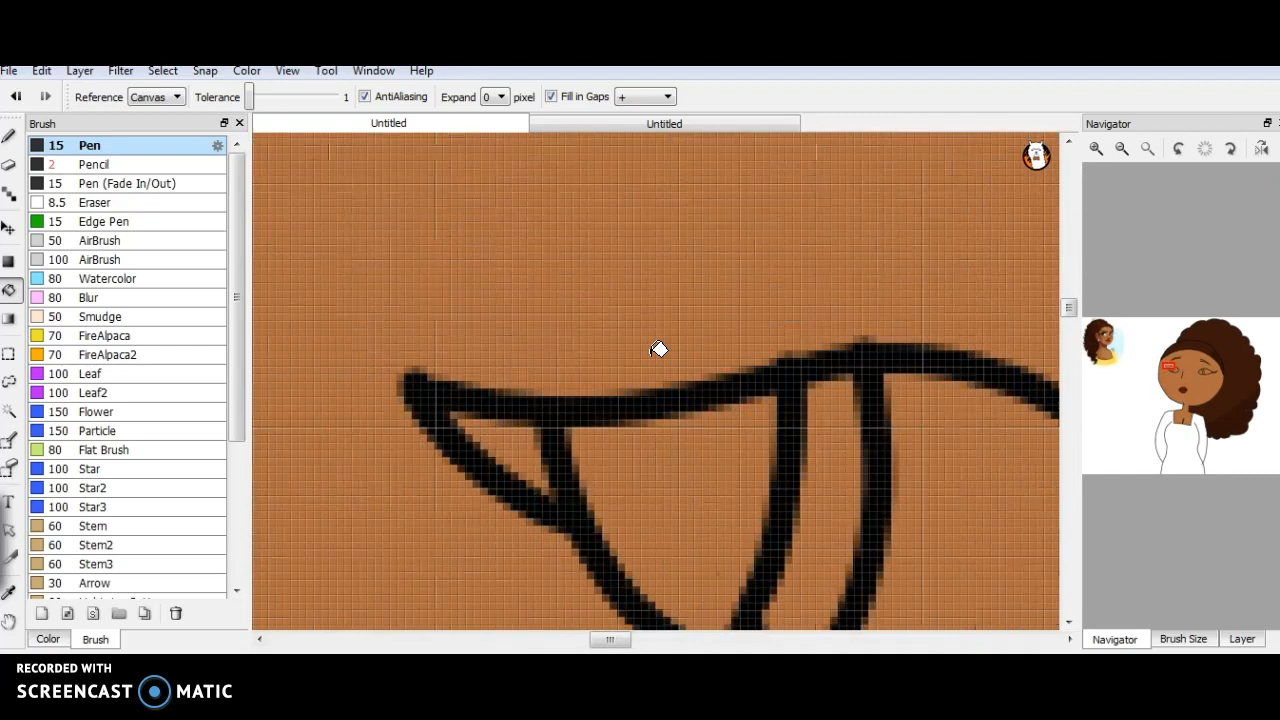 File Edit Layer Filter Select Snap Color View Tool Window Help
Reference Canvas Tolerance 1 AntiAliasing Expand 0 pixel Fill in Gaps +
Brush
Untitled
Untitled
Navigator
15 Pen
2 Pencil
15 Pen (Fade In/Out)
8.5 Eraser
15 Edge Pen
50 AirBrush
100 AirBrush
80 Watercolor
80 Blur
50 Smudge
70 FireAlpaca
70 FireAlpaca2
100 Leaf
100 Leaf2
150 Flower
150 Particle
80 Flat Brush
100 Star
100 Star2
100 Star3
60 Stem
60 Stem2
60 Stem3
30 Arrow
Color Brush
Navigator Brush Size Layer
RECORDED WITH
SCREENCAST MATIC